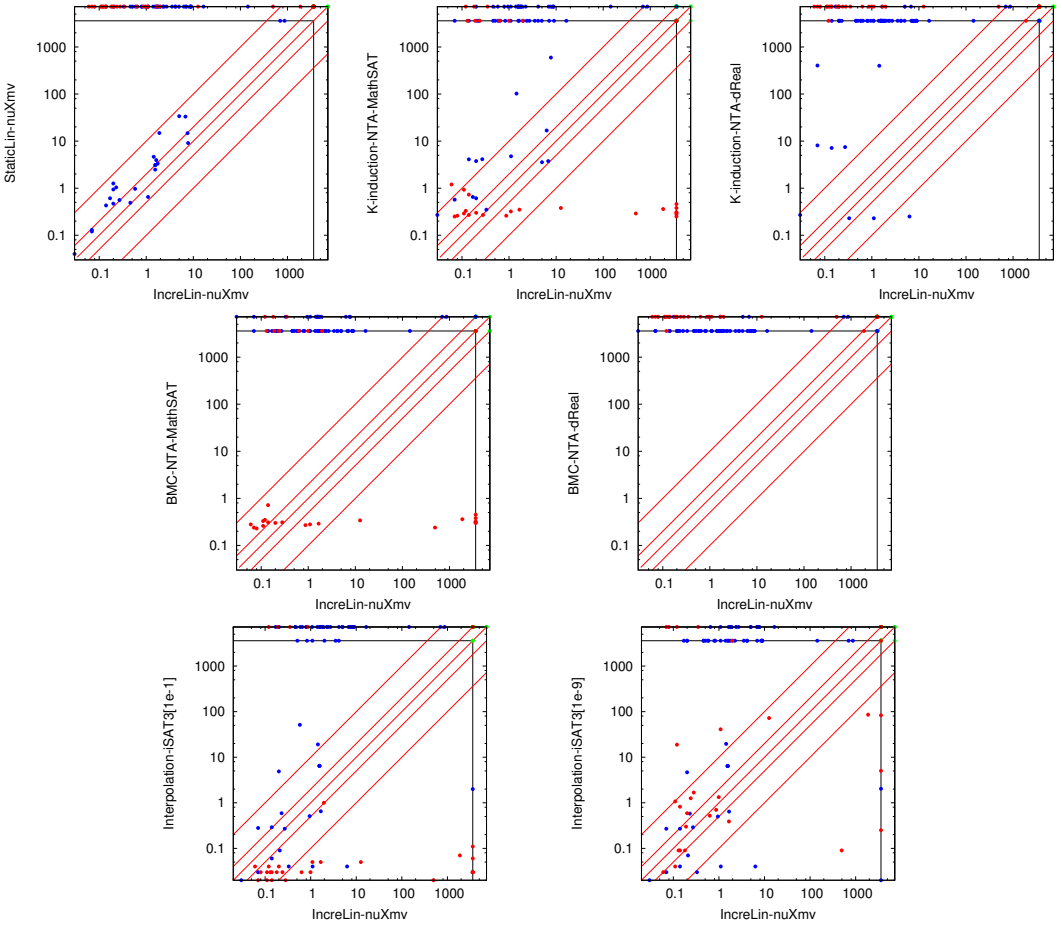 1000
100
10
1
0.1
StaticLin-nuXmv
0.1 1 10 100 1000
IncreLin-nuXmv
1000
100
10
1
0.1
K-induction-NTA-MathSAT
0.1 1 10 100 1000
IncreLin-nuXmv
1000
100
10
1
0.1
K-induction-NTA-dReal
0.1 1 10 100 1000
IncreLin-nuXmv
1000
100
10
1
0.1
BMC-NTA-MathSAT
0.1 1 10 100 1000
IncreLin-nuXmv
1000
100
10
1
0.1
BMC-NTA-dReal
0.1 1 10 100 1000
IncreLin-nuXmv
1000
100
10
1
0.1
Interpolation-iSAT3[1e-1]
0.1 1 10 100 1000
IncreLin-nuXmv
1000
100
10
1
0.1
Interpolation-iSAT3[1e-9]
0.1 1 10 100 1000
IncreLin-nuXmv